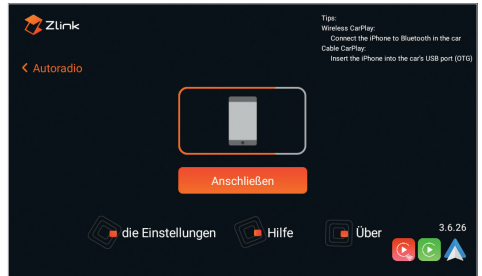 Zlink
Tips:
Wireless CarPlay:
Connect the iPhone to Bluetooth in the car
Cable CarPlay:
Insert the iPhone into the car's USB port (OTG)
Autoradio
Anschließen
die Einstellungen
Hilfe
Über
3.6.26